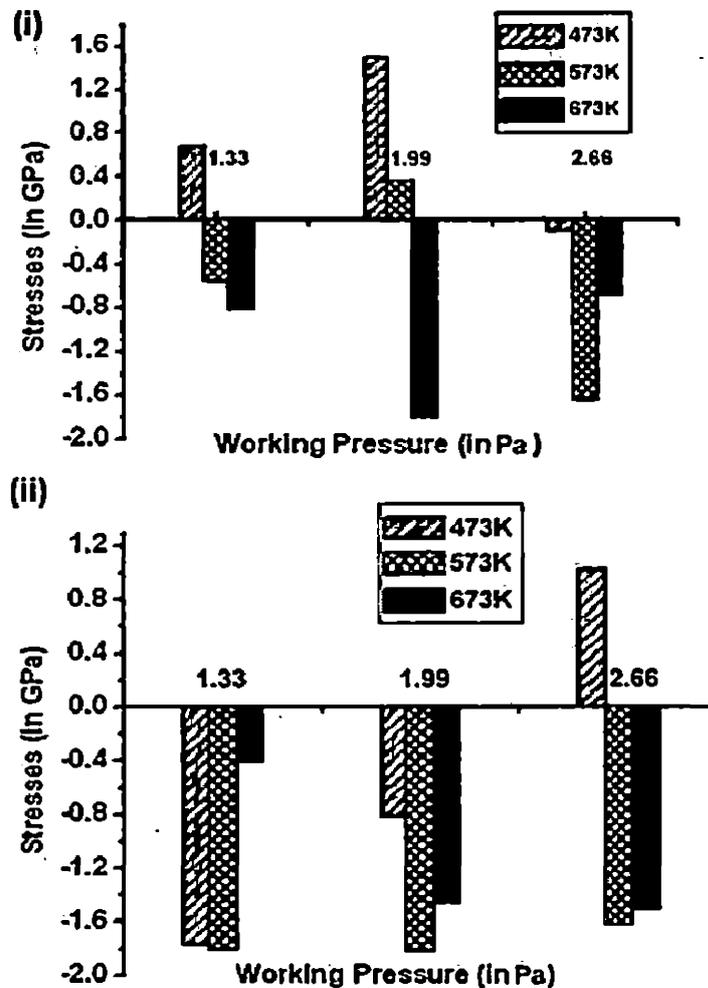 (i)
1.6
1.2
0.8
0.4
0.0
-0.4
-0.8
-1.2
-1.6
-2.0
Stresses (In GPa)
473K
573K
673K
1.33
1.99
2.66
Working Pressure (in Pa)
(ii)
1.2
0.8
0.4
0.0
-0.4
-0.8
-1.2
-1.6
-2.0
Stresses (In GPa)
473K
573K
673K
1.33
1.99
2.66
Working Pressure (in Pa)